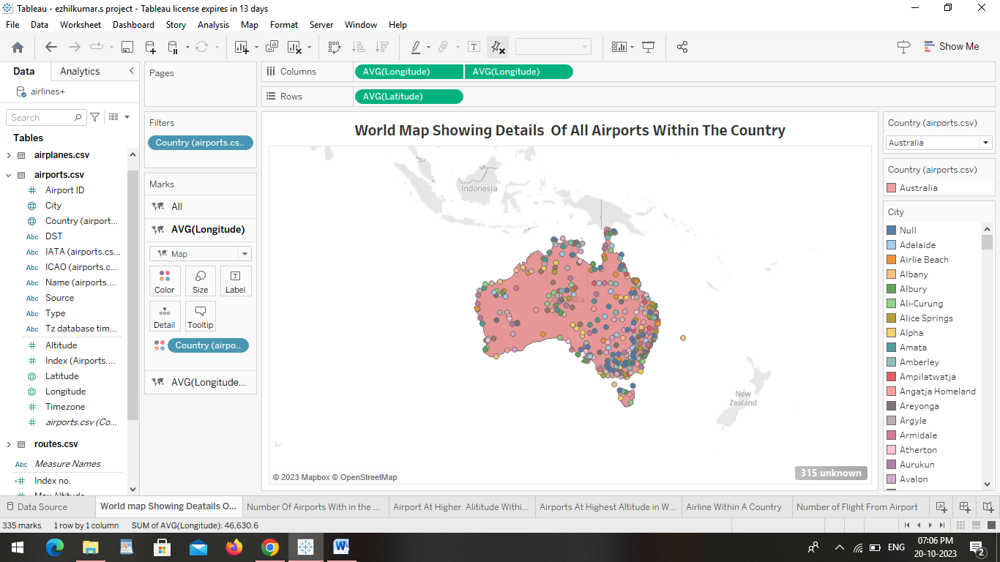 Tableau - ezhilkumar.s project - Tableau license expires in 13 days
File Data Worksheet Dashboard Story Analysis Map Format Server Window Help
Show Me
Data Analytics
airlines+
Search
Tables
airplanes.csv
airports.csv
Airport ID
City
Country (airport...
Abc DST
Abc IATA (airports.cs...
Abc ICAO (airports.c...
Abc Name (airports....
Abc Source
Abc Type
Abc Tz database tim...
Altitude
Index (Airports....
Latitude
Longitude
Timezone
airports.csv (Co...
routes.csv
Abc Measure Names
Index no.
Max Altitude
Pages
Filters
Country (airports.cs..
Marks
All
AVG(Longitude)
Map
Color Size Label
Detail Tooltip
Country (airpo..
AVG(Longitude...
Columns AVG(Longitude) AVG(Longitude)
Rows AVG(Latitude)
World Map Showing Details Of All Airports Within The Country
Indonesia
Australia
New
Zealand
© 2023 Mapbox © OpenStreetMap
315 unknown
Country (airports.csv)
Australia
Country (airports.csv)
Australia
City
Null
Adelaide
Airlie Beach
Albany
Albury
Ali-Curung
Alice Springs
Alpha
Amata
Amberley
Ampilatwatja
Angatja Homeland
Areyonga
Argyle
Armidale
Atherton
Aurukun
Avalon
Data Source World map Showing Deatails O... Number Of Airports With in the ... Airport At Higher Alititude Withi... Airports At Highest Altitude in W... Airline Within A Country Number of Flight From Airport
335 marks 1 row by 1 column SUM of AVG(Longitude): 46,630.6
ENG
07:06 PM
20-10-2023
2